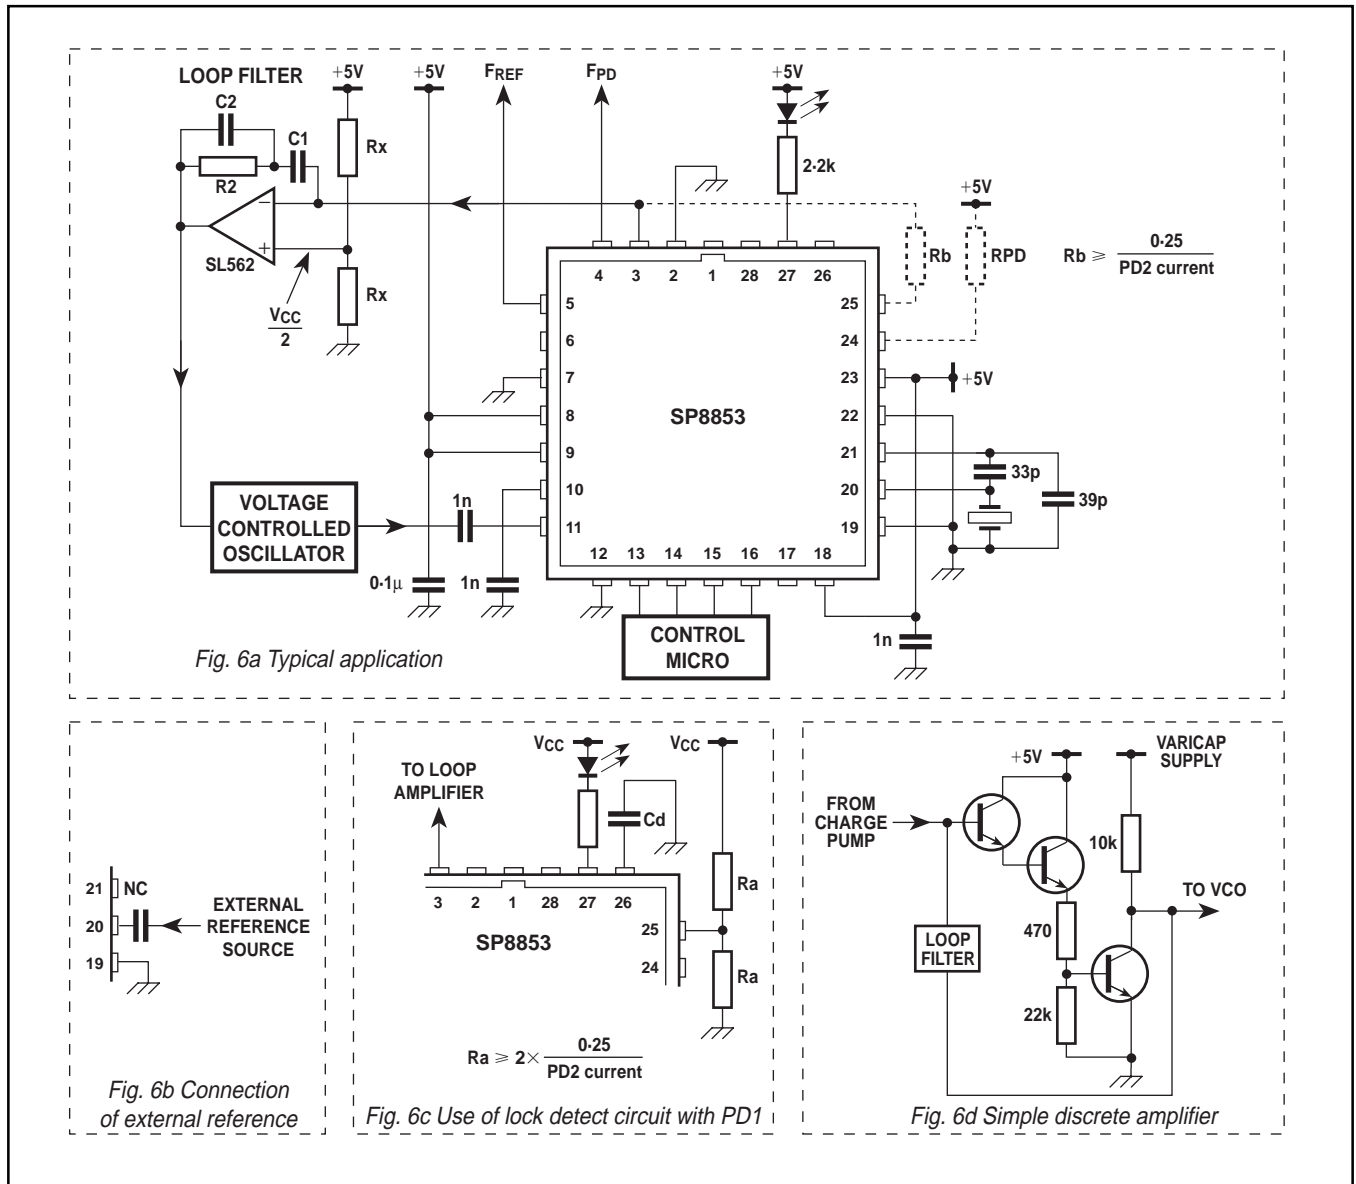 LOOP FILTER
+5V
+5V
FREF
FPD
+5V
C2
C1
Rx
R2
2·2k
+5V
−
+
SL562
Rx
VCC
2
Rb
RPD
Rb ⩾ 0·25
PD2 current
4 3 2 1 28 27 26
5
6
7
8
9
10
11
25
24
23
22
21
20
19
+5V
SP8853
33p
39p
VOLTAGE
CONTROLLED
OSCILLATOR
1n
12 13 14 15 16 17 18
0·1μ
1n
CONTROL
MICRO
1n
Fig. 6a Typical application
21 NC
20
19
EXTERNAL
REFERENCE
SOURCE
Fig. 6b Connection
of external reference
VCC
VCC
TO LOOP
AMPLIFIER
Cd
3 2 1 28 27 26
Ra
25
24
SP8853
Ra
Ra ⩾ 2× 0·25
PD2 current
Fig. 6c Use of lock detect circuit with PD1
+5V
VARICAP
SUPPLY
FROM
CHARGE
PUMP
10k
TO VCO
470
LOOP
FILTER
22k
Fig. 6d Simple discrete amplifier